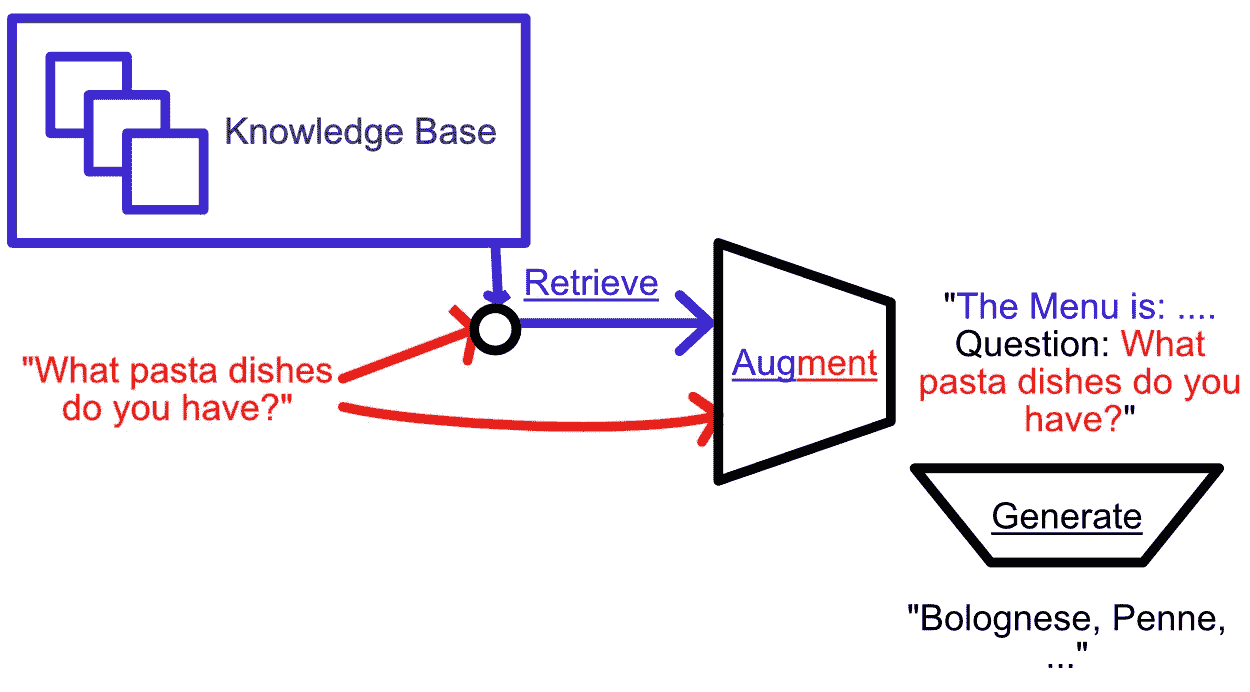 Knowledge Base
Retrieve
"What pasta dishes
do you have?"
Augment
"The Menu is: ....
Question: What
pasta dishes do you
have?"
Generate
"Bolognese, Penne,
..."